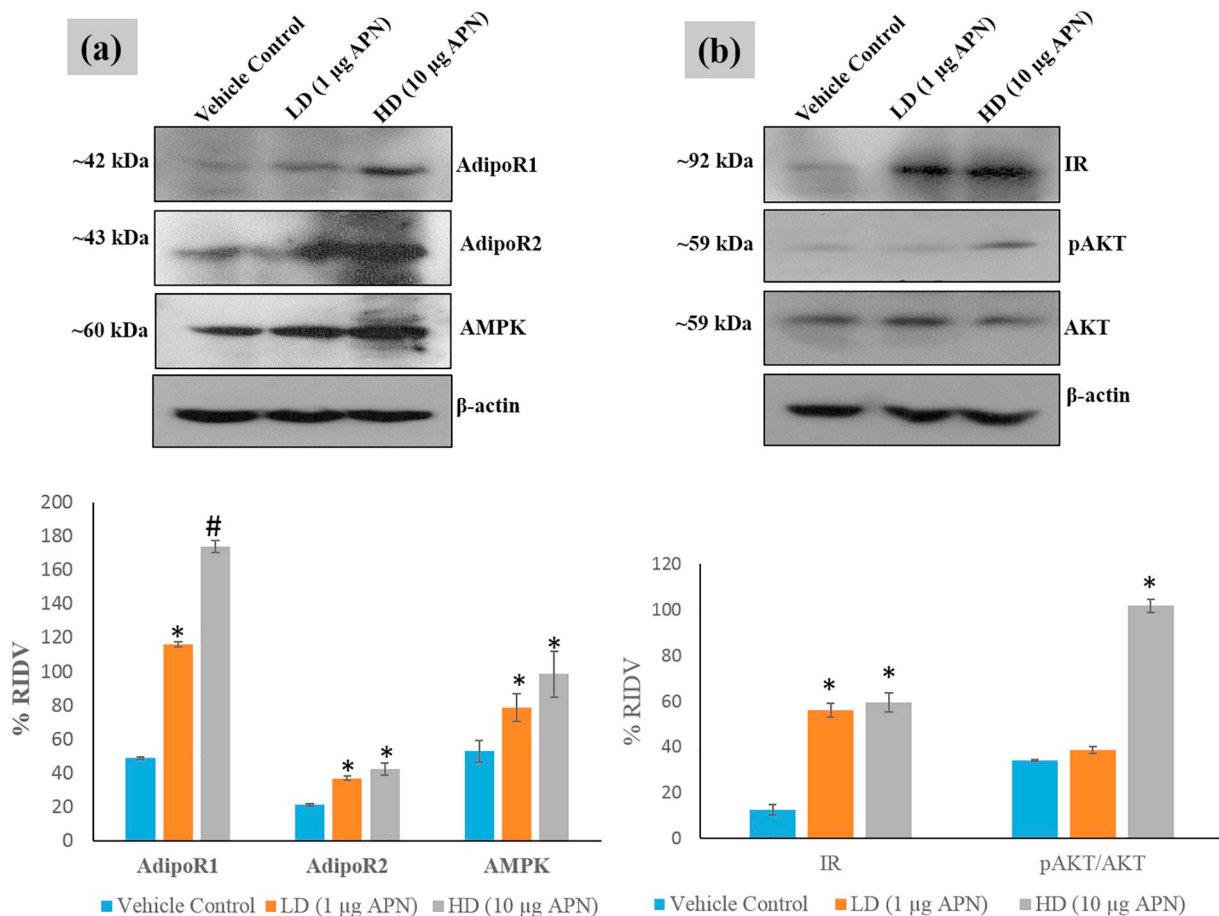 (a)
Vehicle Control
LD (1 µg APN)
HD (10 µg APN)
~42 kDa
AdipoR1
~43 kDa
AdipoR2
~60 kDa
AMPK
β-actin
(b)
Vehicle Control
LD (1 µg APN)
HD (10 µg APN)
~92 kDa
IR
~59 kDa
pAKT
~59 kDa
AKT
β-actin
% RIDV
200
180
160
140
120
100
80
60
40
20
0
#
*
*
*
*
*
AdipoR1 AdipoR2 AMPK
Vehicle Control LD (1 µg APN) HD (10 µg APN)
% RIDV
120
100
80
60
40
20
0
*
*
*
IR pAKT/AKT
Vehicle Control LD (1 µg APN) HD (10 µg APN)